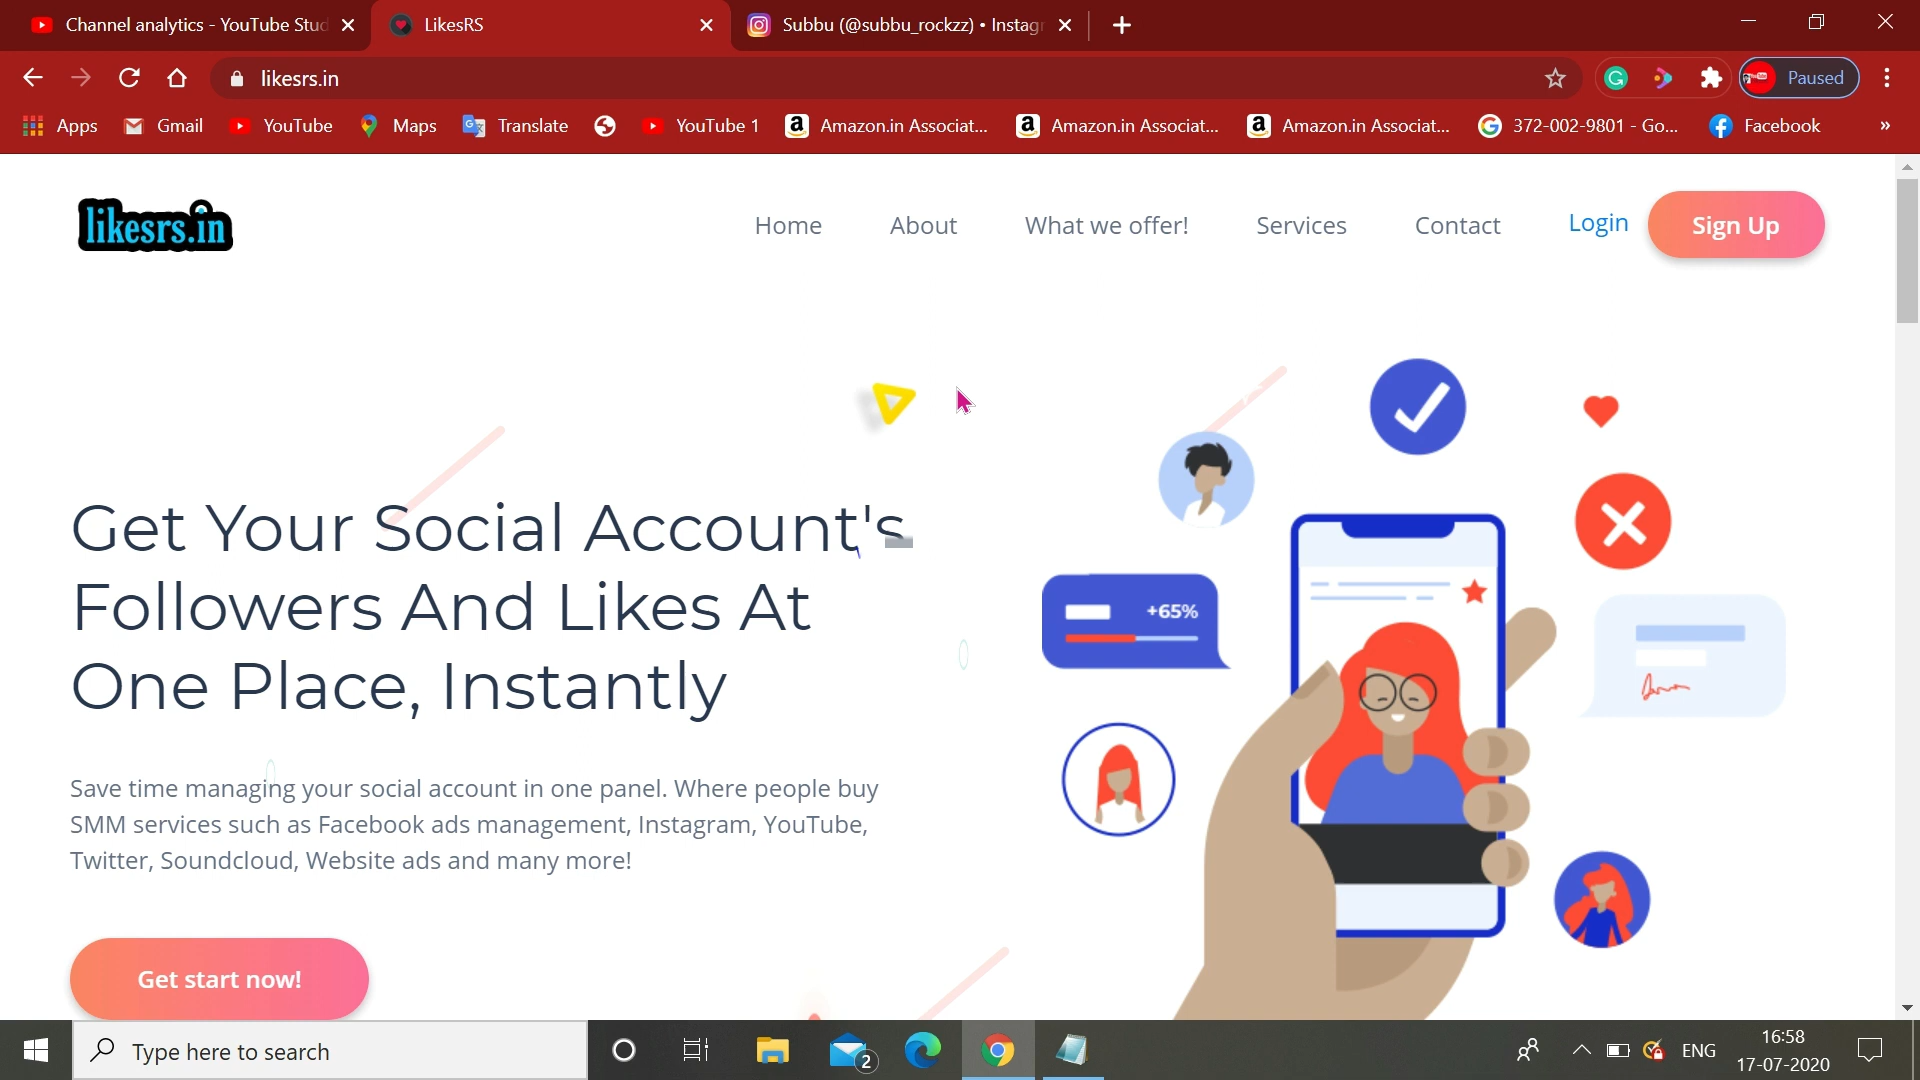 Channel analytics - YouTube Stud
LikesRS
Subbu (@subbu_rockzz) • Instagr
likesrs.in
Paused
Apps
Gmail
YouTube
Maps
Translate
YouTube 1
Amazon.in Associat...
Amazon.in Associat...
Amazon.in Associat...
372-002-9801 - Go...
Facebook
»
likesrs.in
Home
About
What we offer!
Services
Contact
Login
Sign Up
Get Your Social Account's
Followers And Likes At
One Place, Instantly
+65%
Save time managing your social account in one panel. Where people buy
SMM services such as Facebook ads management, Instagram, YouTube,
Twitter, Soundcloud, Website ads and many more!
Get start now!
Type here to search
2
ENG
16:58
17-07-2020